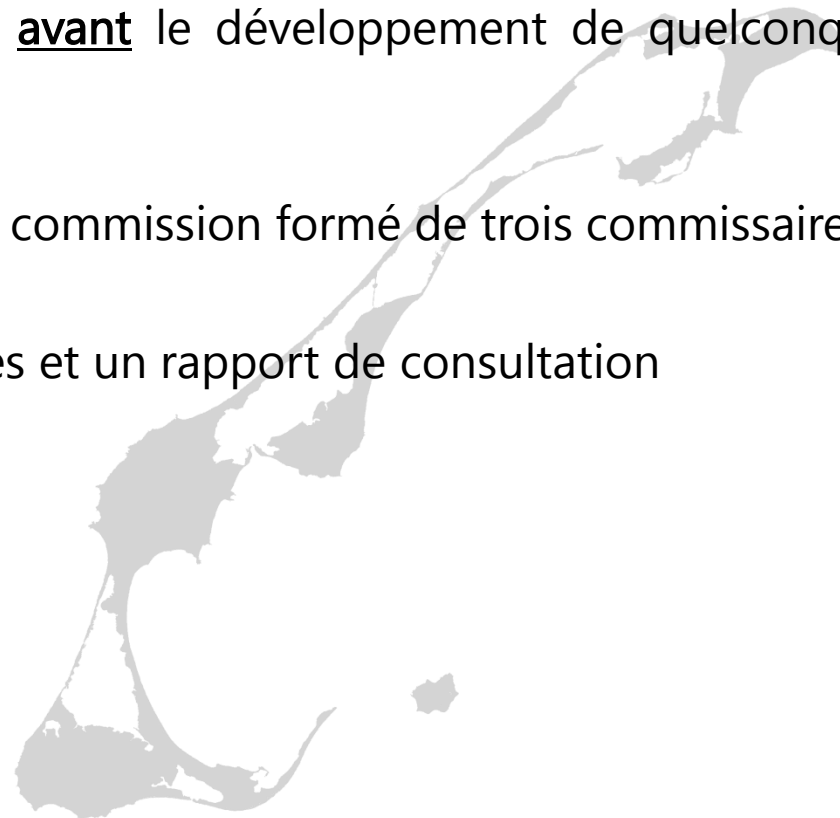 avant le développement de quelconq
commission formé de trois commissaire
es et un rapport de consultation